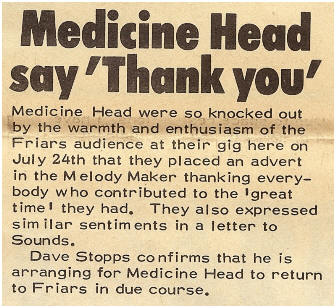 Medicine Head
say 'Thank you'
Medicine Head were so knocked out
by the warmth and enthusiasm of the
Friars audience at their gig here on
July 24th that they placed an advert
in the Melody Maker thanking every-
body who contributed to the 'great
time' they had. They also expressed
similar sentiments in a letter to
Sounds.
Dave Stopps confirms that he is
arranging for Medicine Head to return
to Friars in due course.